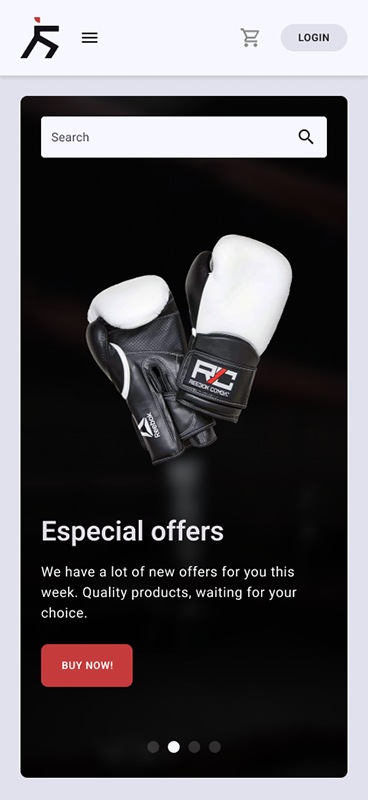 LOGIN
Search
RC
REEBOK COMBAT
Reebok
Especial offers
We have a lot of new offers for you this
week. Quality products, waiting for your
choice.
BUY NOW!